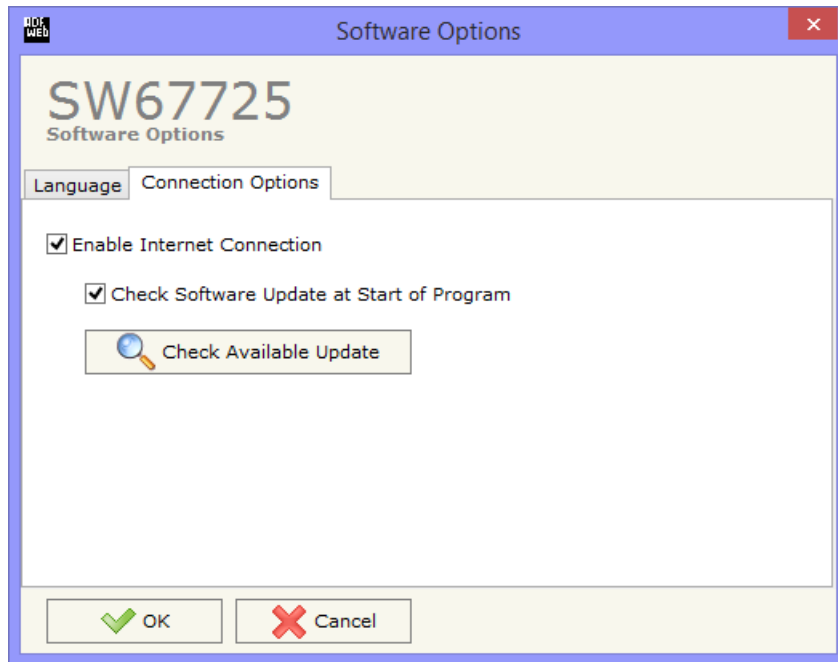 ADF
WEB
Software Options
SW67725
Software Options
Language
Connection Options
Enable Internet Connection
Check Software Update at Start of Program
Check Available Update
OK
Cancel